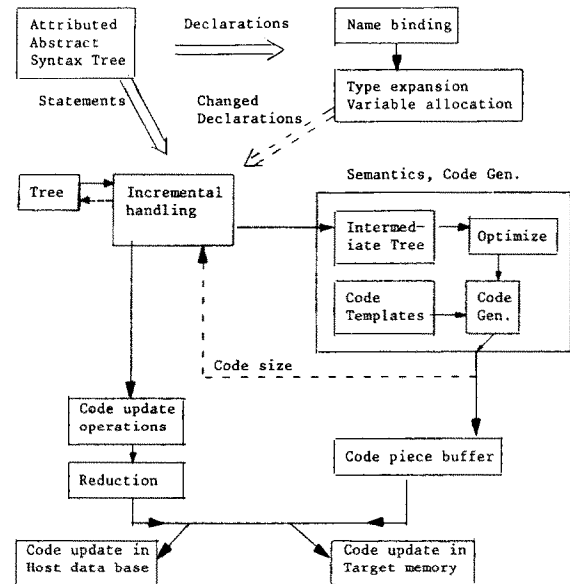 Attributed
Abstract
Syntax Tree
Declarations
Name binding
Statements
Changed
Declarations
Type expansion
Variable allocation
Tree
Incremental
handling
Semantics, Code Gen.
Intermed-
iate Tree
Optimize
Code
Templates
Code
Gen.
Code size
Code update
operations
Reduction
Code piece buffer
Code update in
Host data base
Code update in
Target memory